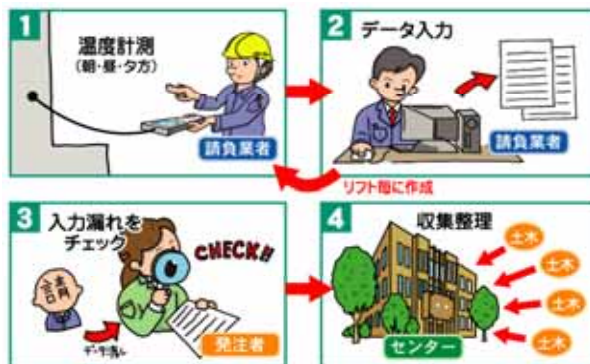 1
温度計測
(朝・昼・夕方)
請負業者
2
データ入力
請負業者
リフト毎に作成
3
入力漏れを
チェック
CHECK!!
発注者
4
収集整理
土木
土木
土木
土木
センター